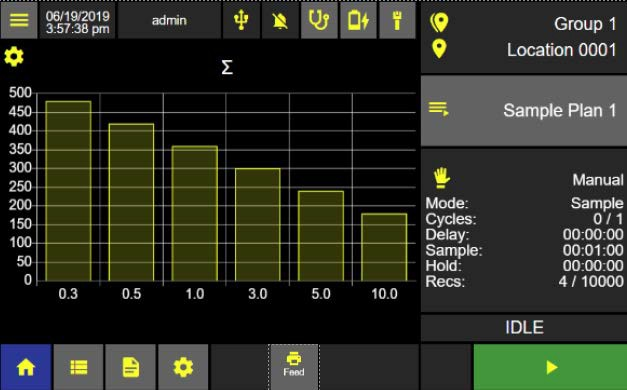 06/19/2019
3:57:38 pm
admin
Group 1
Location 0001
Σ
500
450
400
350
300
250
200
150
100
50
0
0.3 0.5 1.0 3.0 5.0 10.0
Sample Plan 1
Manual
Mode: Sample
Cycles: 0 / 1
Delay: 00:00:00
Sample: 00:01:00
Hold: 00:00:00
Recs: 4 / 10000
IDLE
Feed